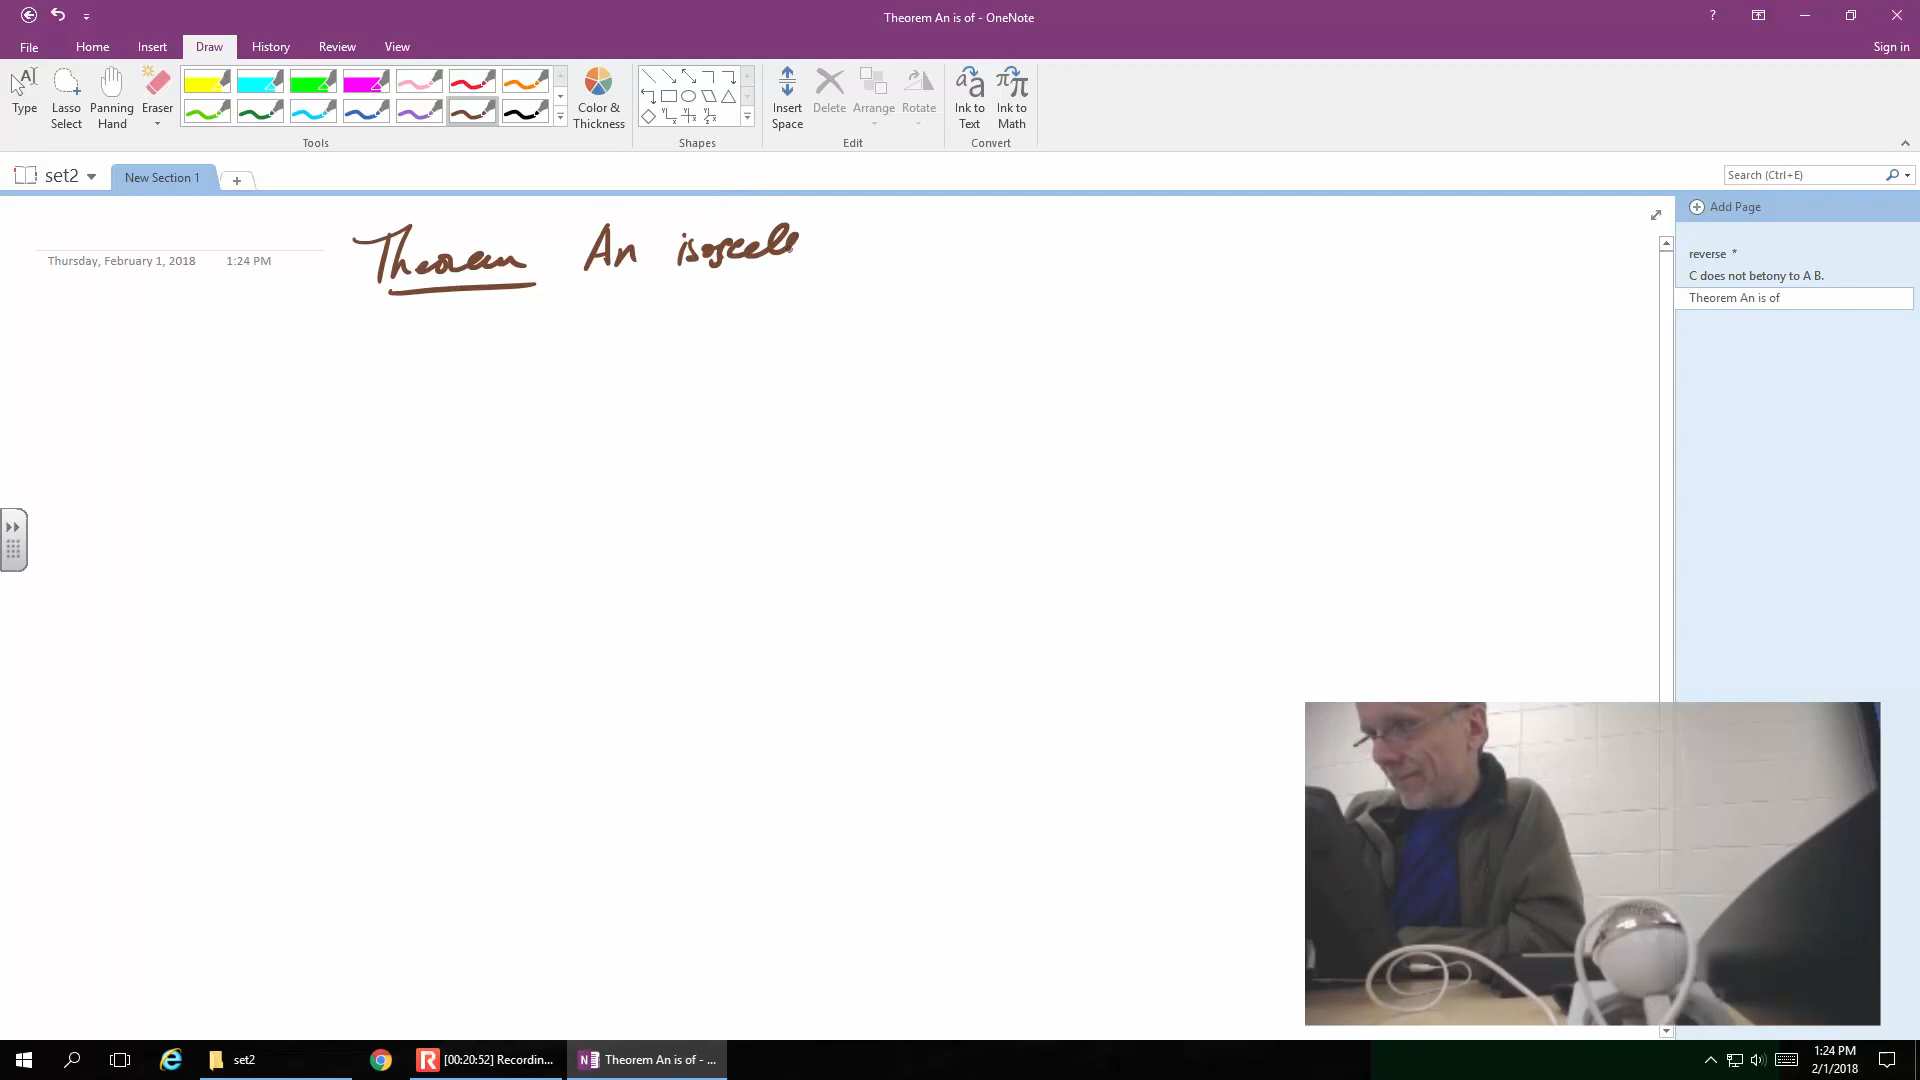 Theorem An is of - OneNote
?
File Home Insert Draw History Review View
Sign in
Type
Lasso Select
Panning Hand
Eraser
Color & Thickness
Insert Space
Delete
Arrange
Rotate
Ink to Text
Ink to Math
Tools
Shapes
Edit
Convert
set2
New Section 1
Search (Ctrl+E)
Add Page
Theorem An isoscele
Thursday, February 1, 2018 1:24 PM
reverse *
C does not betony to A B.
Theorem An is of
set2
[00:20:52] Recordin...
Theorem An is of - ...
1:24 PM
2/1/2018